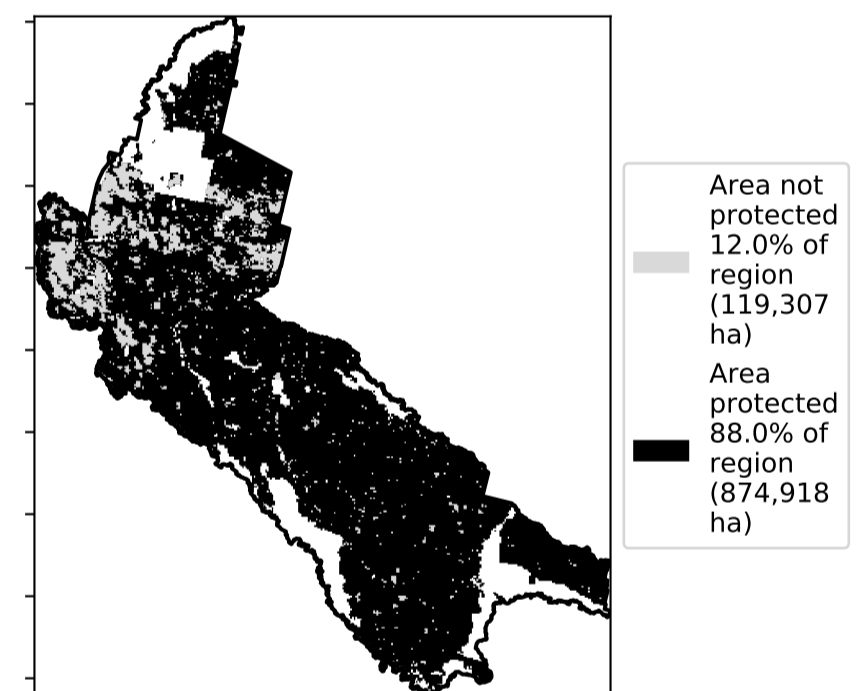 Area not
protected
12.0% of
region
(119,307
ha)
Area
protected
88.0% of
region
(874,918
ha)